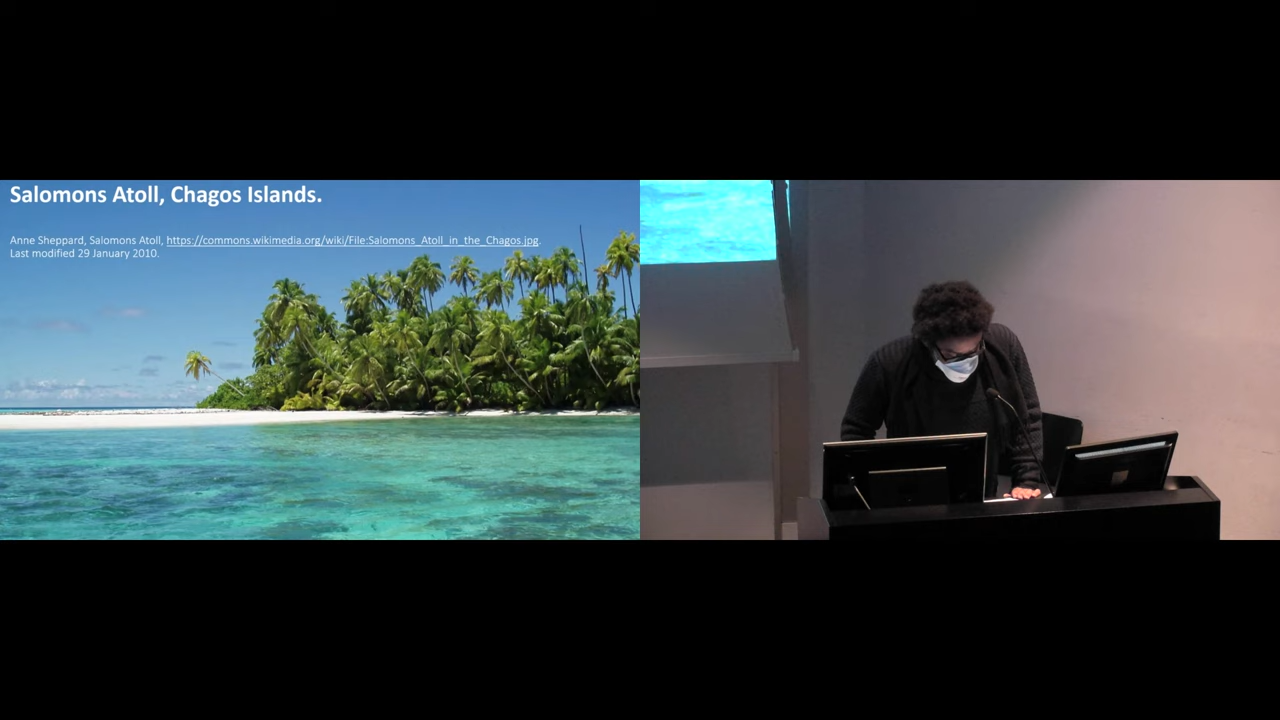 Salomons Atoll, Chagos Islands.
Anne Sheppard, Salomons Atoll, https://commons.wikimedia.org/wiki/File:Salomons_Atoll_in_the_Chagos.jpg.
Last modified 29 January 2010.